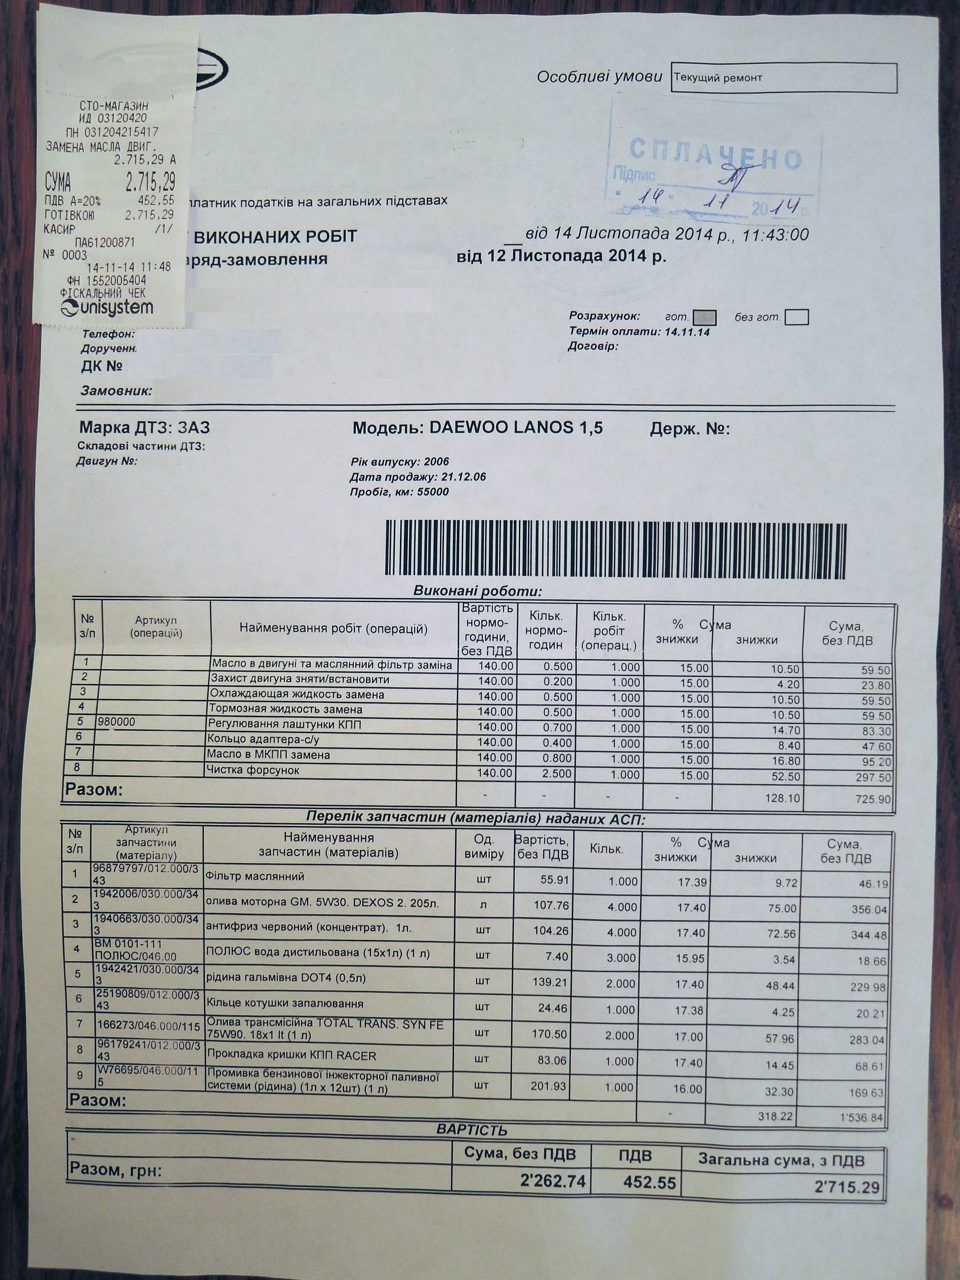 СТО-МАГАЗИН
ИД 03120420
ПН 031204215417
ЗАМЕНА МАСЛА ДВИГ.
2.715,29 А
СУМА 2.715,29
ПДВ А=20% 452,55
ГОТІВКОЮ 2.715,29
КАСИР /1/
ПА61200871
№ 0003
14-11-14 11:48
ФН 1552005404
ФІСКАЛЬНИЙ ЧЕК
unisystem
Особливі умови Текущий ремонт
СПЛАЧЕНО
Підпис
14 11 2014 р.
платник податків на загальних підставах
ВИКОНАНИХ РОБІТ __від 14 Листопада 2014 р., 11:43:00
аряд-замовлення від 12 Листопада 2014 р.
Розрахунок: гот. без гот.
Термін оплати: 14.11.14
Договір:
Телефон:
Дорученн.
ДК №
Замовник:
Марка ДТЗ: ЗАЗ Модель: DAEWOO LANOS 1,5 Держ. №:
Складові частини ДТЗ:
Двигун №:
Рік випуску: 2006
Дата продажу: 21.12.06
Пробіг, км: 55000
Виконані роботи:
№ з/п Артикул (операцій) Найменування робіт (операцій) Вартість нормо-години, без ПДВ Кільк. нормо-годин Кільк. робіт (операц.) % знижки Сума знижки Сума, без ПДВ
1 Масло в двигуні та маслянний фільтр заміна 140.00 0.500 1.000 15.00 10.50 59.50
2 Захист двигуна зняти/встановити 140.00 0.200 1.000 15.00 4.20 23.80
3 Охлаждающая жидкость замена 140.00 0.500 1.000 15.00 10.50 59.50
4 Тормозная жидкость замена 140.00 0.500 1.000 15.00 10.50 59.50
5 980000 Регулювання лаштунки КПП 140.00 0.700 1.000 15.00 14.70 83.30
6 Кольцо адаптера-с/у 140.00 0.400 1.000 15.00 8.40 47.60
7 Масло в МКПП замена 140.00 0.800 1.000 15.00 16.80 95.20
8 Чистка форсунок 140.00 2.500 1.000 15.00 52.50 297.50
Разом: - - - - 128.10 725.90
Перелік запчастин (матеріалів) наданих АСП:
№ з/п Артикул запчастини (матеріалу) Найменування запчастин (матеріалів) Од. виміру Вартість, без ПДВ Кільк. % знижки Сума знижки Сума, без ПДВ
1 96879797/012.000/343 Фільтр маслянний шт 55.91 1.000 17.39 9.72 46.19
2 1942006/030.000/343 олива моторна GM. 5W30. DEXOS 2. 205л. л 107.76 4.000 17.40 75.00 356.04
3 1940663/030.000/343 антифриз червоний (концентрат). 1л. шт 104.26 4.000 17.40 72.56 344.48
4 ВМ 0101-111 ПОЛЮС/046.00 ПОЛЮС вода дистильована (15х1л) (1 л) шт 7.40 3.000 15.95 3.54 18.66
5 1942421/030.000/343 рідина гальмівна DOT4 (0,5л) шт 139.21 2.000 17.40 48.44 229.98
6 25190809/012.000/343 Кільце котушки запалювання шт 24.46 1.000 17.38 4.25 20.21
7 166273/046.000/115 Олива трансмісійна TOTAL TRANS. SYN FE 75W90. 18x1 lt (1 л) шт 170.50 2.000 17.00 57.96 283.04
8 96179241/012.000/343 Прокладка кришки КПП RACER шт 83.06 1.000 17.40 14.45 68.61
9 W76695/046.000/115 Промивка бензинової інжекторної паливної системи (рідина) (1л х 12шт) (1 л) шт 201.93 1.000 16.00 32.30 169.63
Разом: - 318.22 1'536.84
ВАРТІСТЬ
- Сума, без ПДВ ПДВ Загальна сума, з ПДВ
Разом, грн: 2'262.74 452.55 2'715.29